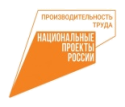 ПРОИЗВОДИТЕЛЬНОСТЬ
ТРУДА
НАЦИОНАЛЬНЫЕ
ПРОЕКТЫ
РОССИИ